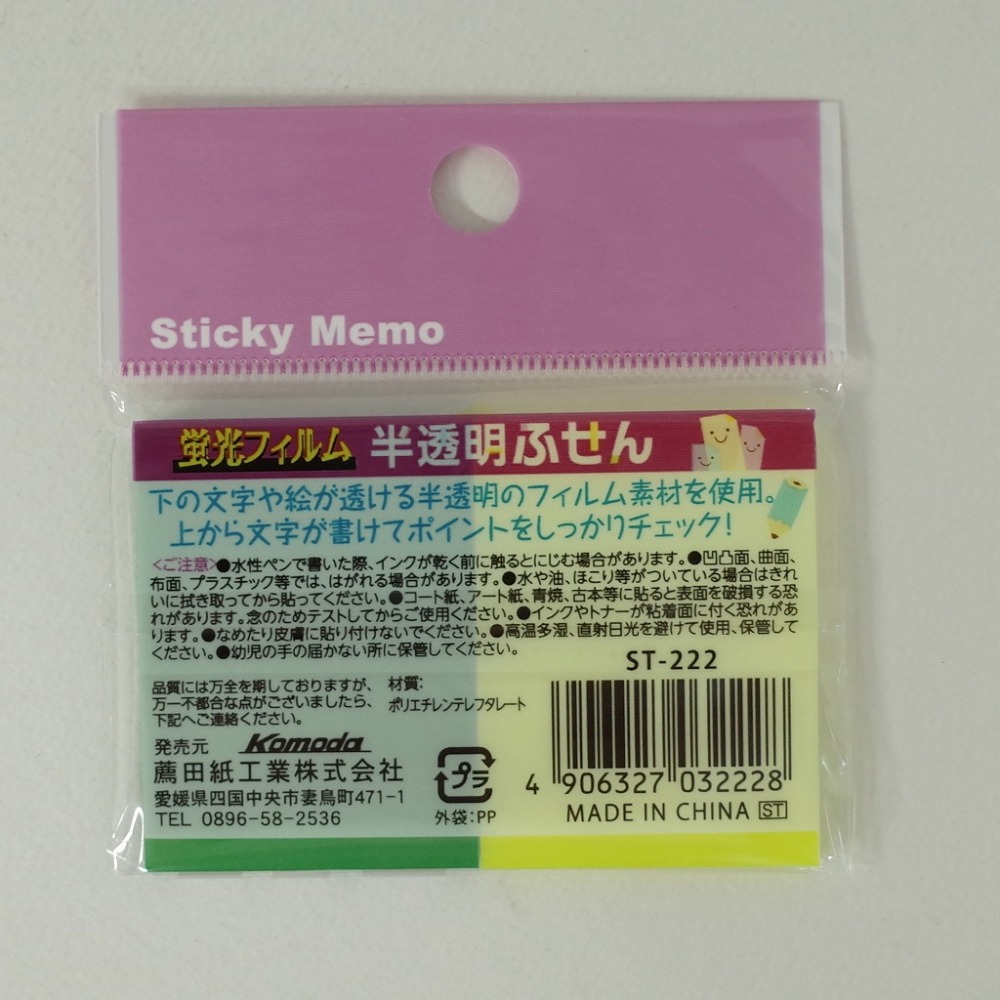 Sticky Memo
蛍光フィルム 半透明ふせん
下の文字や絵が透ける半透明のフィルム素材を使用。
上から文字が書けてポイントをしっかりチェック!
<ご注意>●水性ペンで書いた際、インクが乾く前に触るとにじむ場合があります。●凹凸面、曲面、
布面、プラスチック等では、はがれる場合があります。●水や油、ほこり等がついている場合はきれ
いに拭き取ってから貼ってください。●コート紙、アート紙、青焼、古本等に貼ると表面を破損する恐
れがあります。念のためテストしてからご使用ください。●インクやトナーが粘着面に付く恐れがあ
ります。●なめたり皮膚に貼り付けないでください。●高温多湿、直射日光を避けて使用、保管して
ください。●幼児の手の届かない所に保管してください。
ST-222
品質には万全を期しておりますが、
万一不都合な点がございましたら、
下記へご連絡ください。
材質:
ポリエチレンテレフタレート
発売元 Komoda
薦田紙工業株式会社
愛媛県四国中央市妻鳥町471-1
TEL 0896-58-2536
プラ
外袋:PP
4 906327 032228
MADE IN CHINA ST